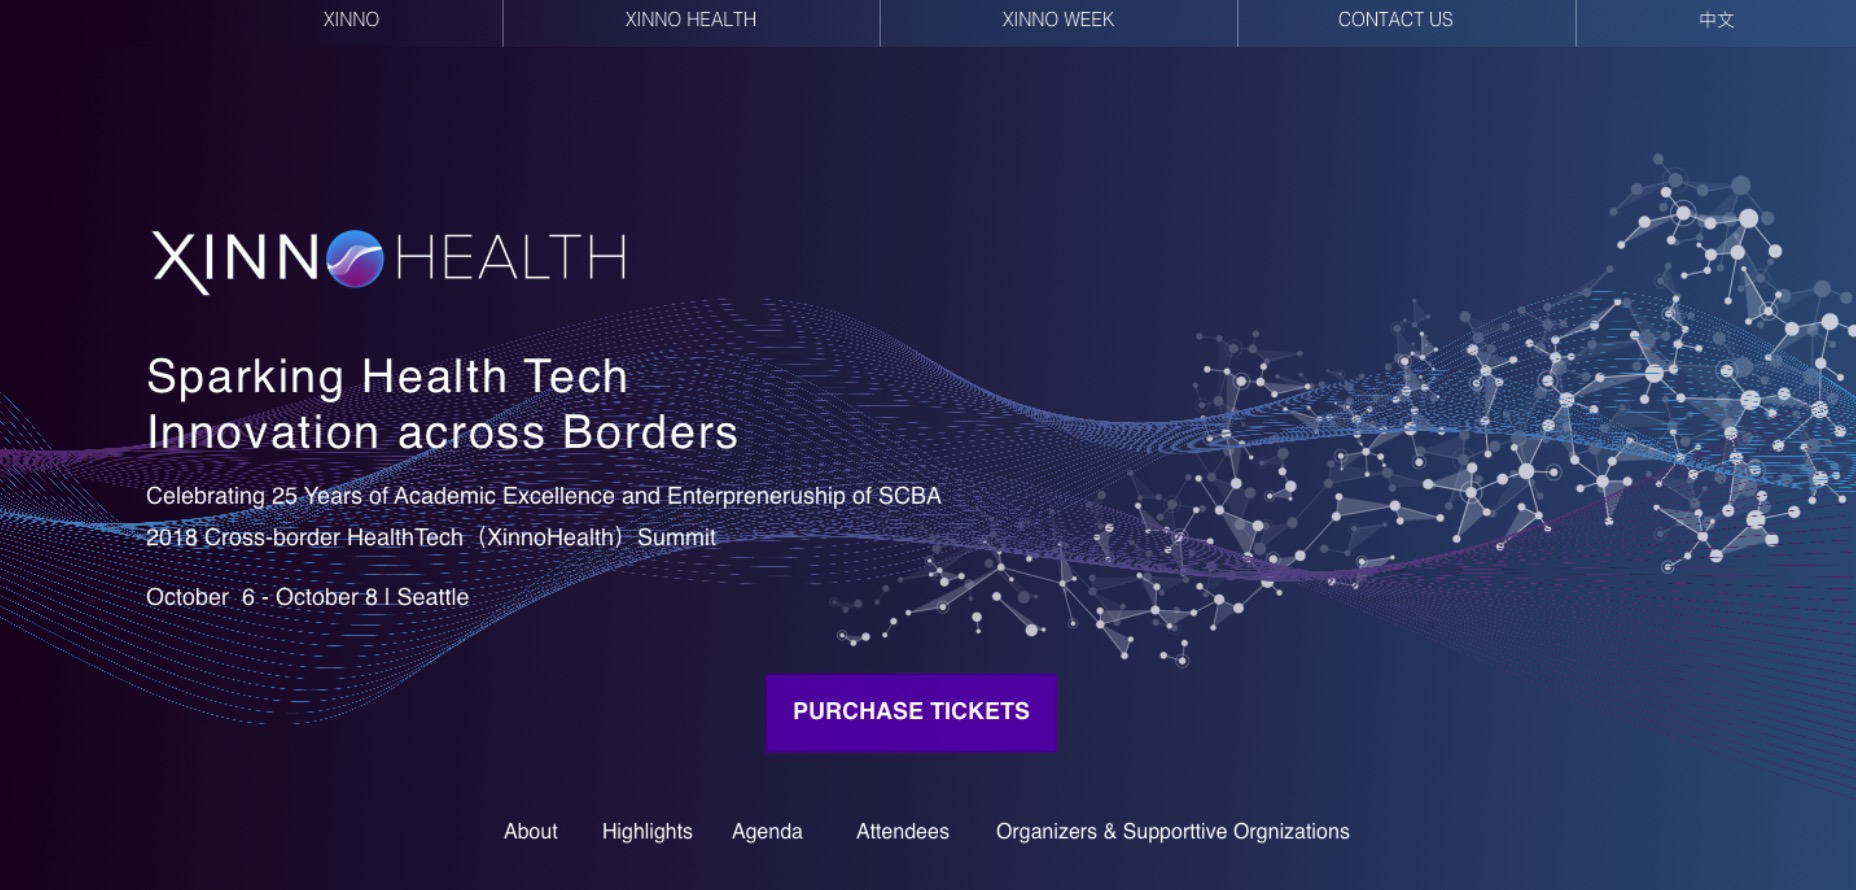 XINNO
XINNO HEALTH
XINNO WEEK
CONTACT US
中文
XINNO HEALTH
Sparking Health Tech
Innovation across Borders
Celebrating 25 Years of Academic Excellence and Enterpreneruship of SCBA
2018 Cross-border HealthTech（XinnoHealth）Summit
October  6 - October 8 | Seattle
PURCHASE TICKETS
About
Highlights
Agenda
Attendees
Organizers & Supporttive Orgnizations